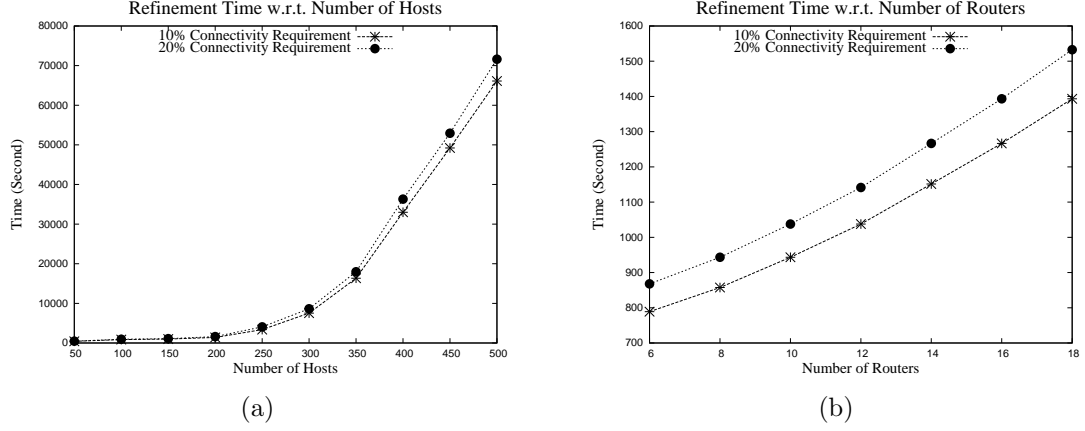 Refinement Time w.r.t. Number of Hosts
10% Connectivity Requirement
20% Connectivity Requirement
80000
70000
60000
50000
40000
30000
20000
10000
0
Time (Second)
50 100 150 200 250 300 350 400 450 500
Number of Hosts
(a)
Refinement Time w.r.t. Number of Routers
10% Connectivity Requirement
20% Connectivity Requirement
1600
1500
1400
1300
1200
1100
1000
900
800
700
Time (Second)
6 8 10 12 14 16 18
Number of Routers
(b)